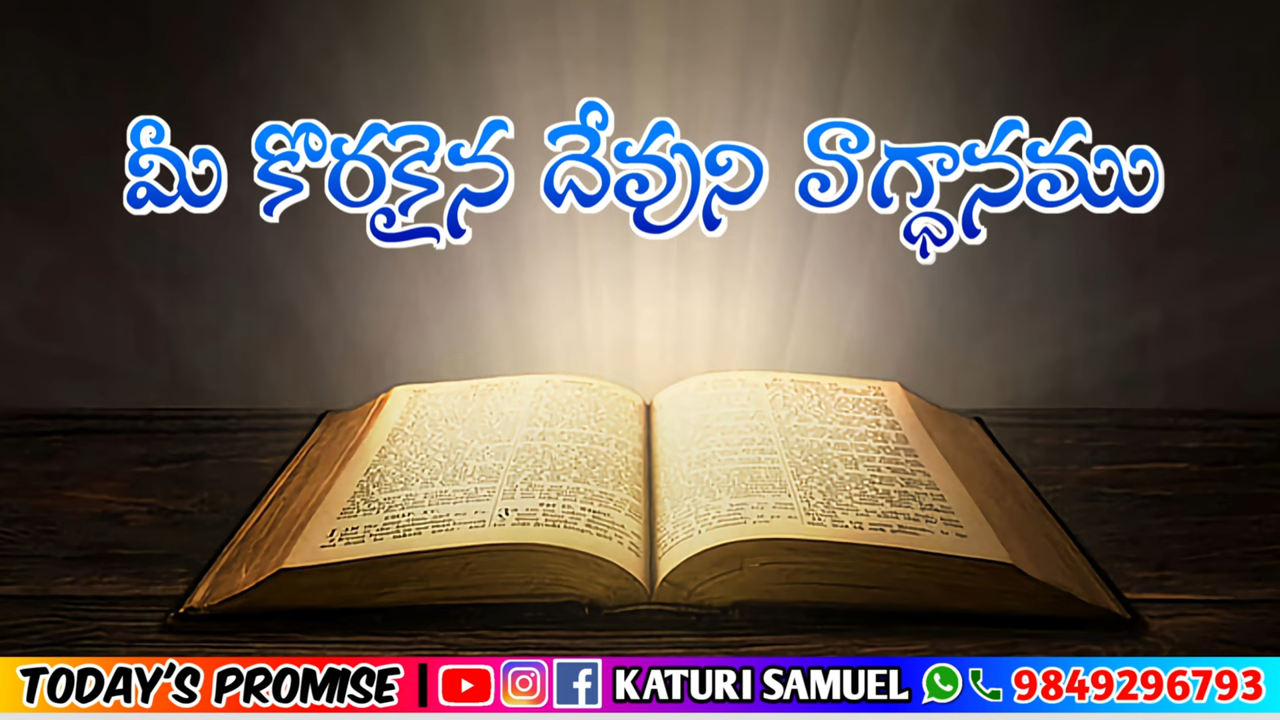 మీ కొరకైన దేవుని వాగ్ధానము
TODAY'S PROMISE | KATURI SAMUEL 9849296793